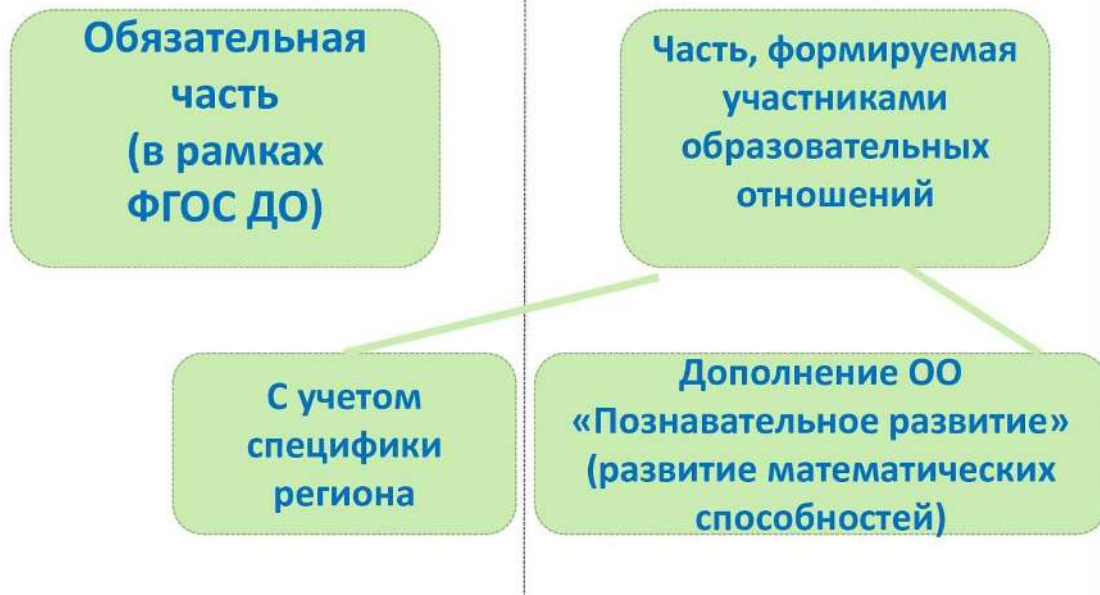 Обязательная
часть
(в рамках
ФГОС ДО)
Часть, формируемая
участниками
образовательных
отношений
С учетом
специфики
региона
Дополнение ОО
«Познавательное развитие»
(развитие математических
способностей)